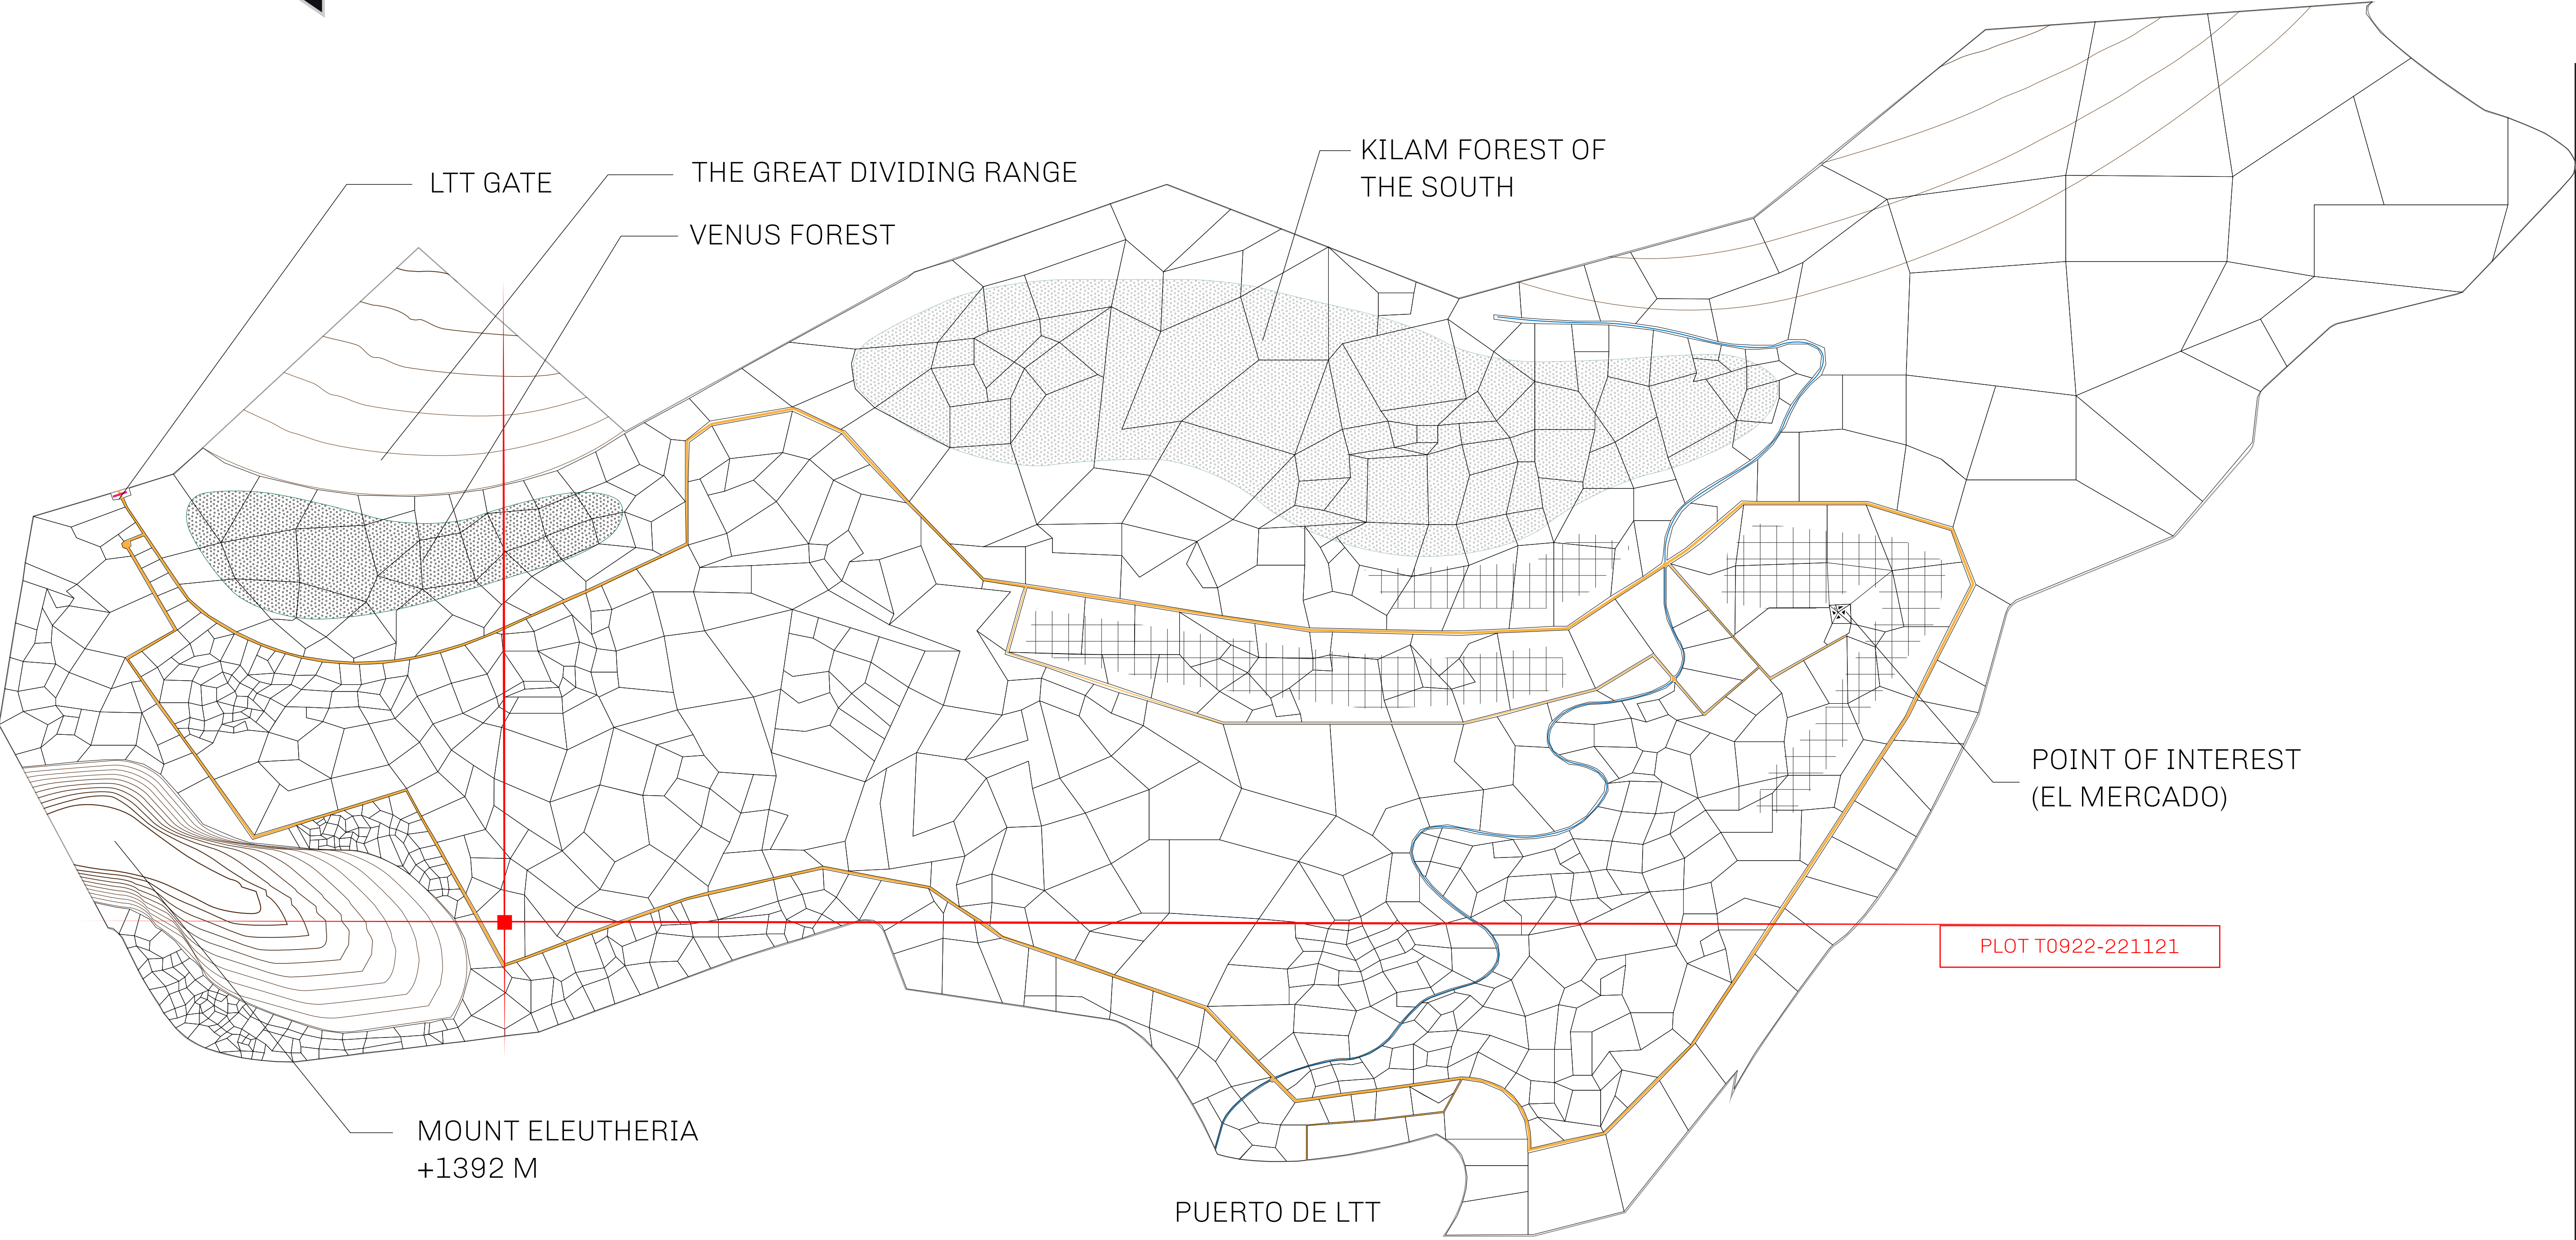 KILAM FOREST OF
THE SOUTH
LTT GATE
THE GREAT DIVIDING RANGE
VENUS FOREST
POINT OF INTEREST
(EL MERCADO)
PLOT T0922-221121
MOUNT ELEUTHERIA
+1392 M
PUERTO DE LTT